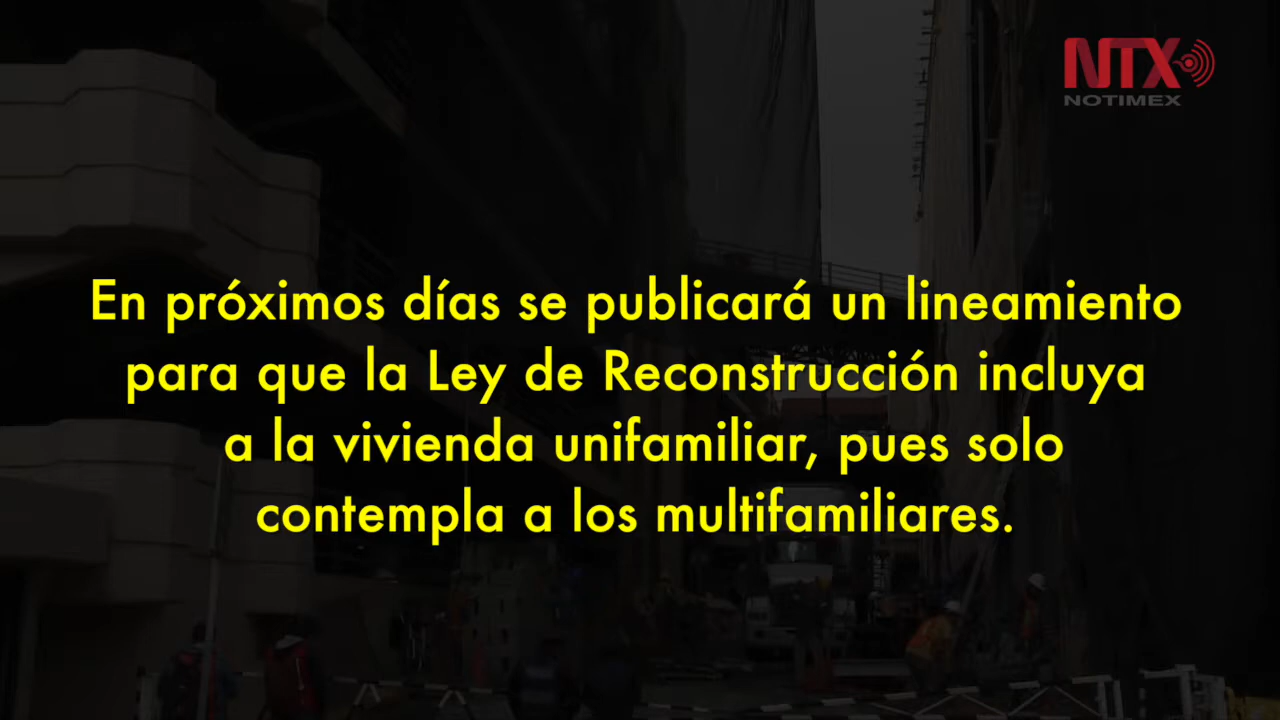 NTX
NOTIMEX
En próximos días se publicará un lineamiento
para que la Ley de Reconstrucción incluya
a la vivienda unifamiliar, pues solo
contempla a los multifamiliares.